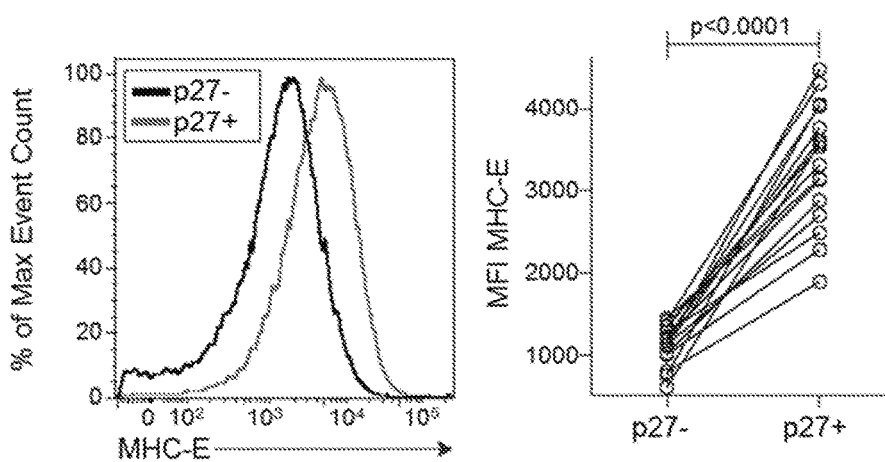 p<0.0001
% of Max Event Count
100
80
60
40
20
0
p27-
p27+
0 10² 10³ 10⁴ 10⁵
MHC-E
MFI MHC-E
4000
3000
2000
1000
p27- p27+